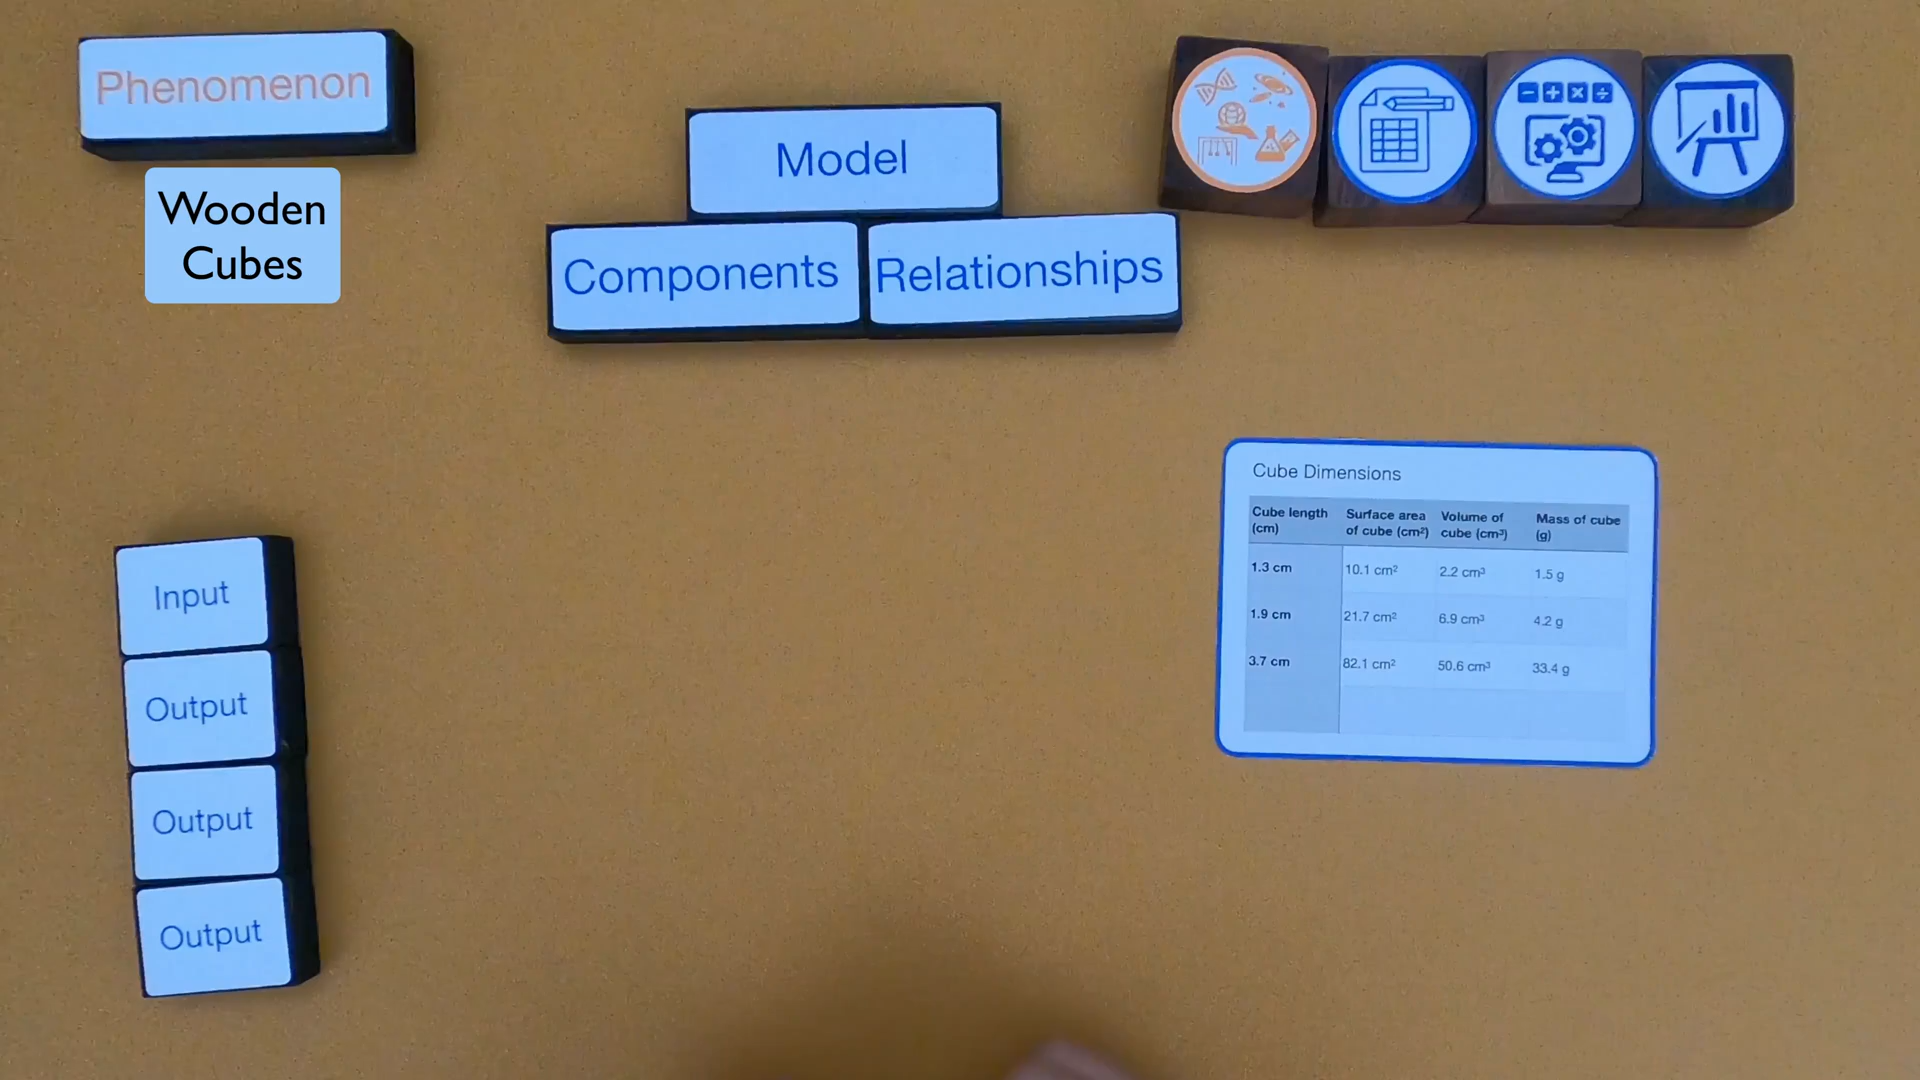 Phenomenon
Wooden
Cubes
Model
Components
Relationships
Cube Dimensions
Cube length (cm) Surface area of cube (cm²) Volume of cube (cm³) Mass of cube (g)
1.3 cm 10.1 cm² 2.2 cm³ 1.5 g
1.9 cm 21.7 cm² 6.9 cm³ 4.2 g
3.7 cm 82.1 cm² 50.6 cm³ 33.4 g
Input
Output
Output
Output